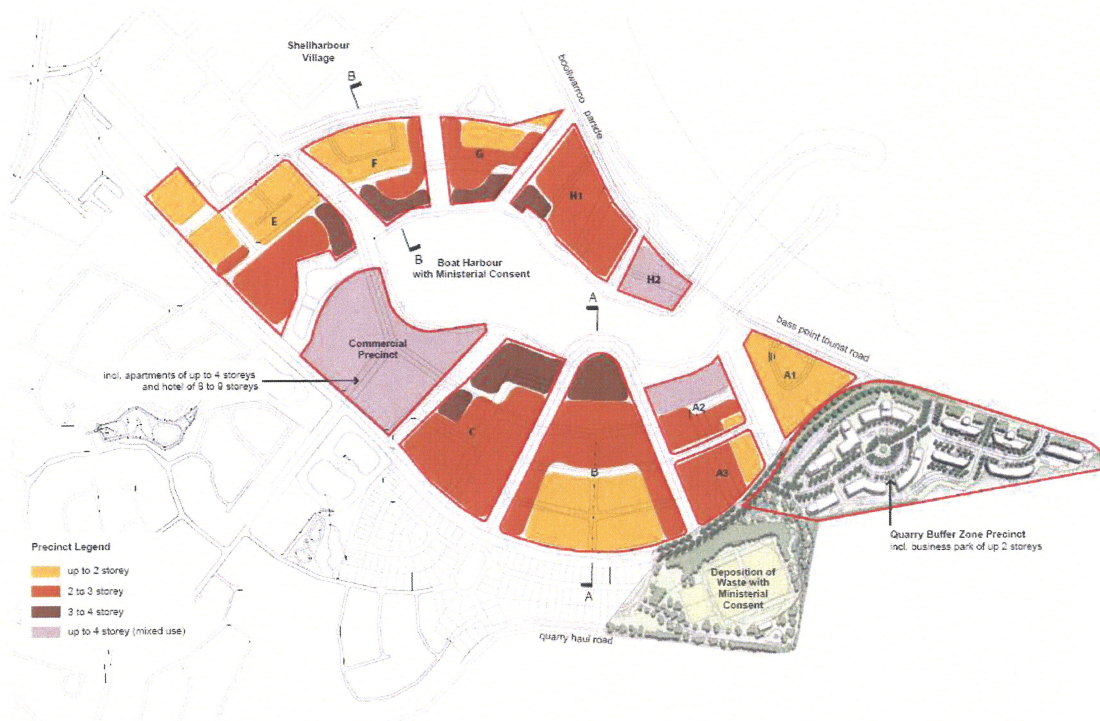 Shellharbour
Village
B
boollwarroo parade
F
G
H1
E
B
Boat Harbour
with Ministerial Consent
H2
A
bass point tourist road
Commercial
Precinct
incl. apartments of up to 4 storeys
and hotel of 8 to 9 storeys
A1
A2
C
B
A3
Quarry Buffer Zone Precinct
incl. business park of up 2 storeys
Precinct Legend
up to 2 storey
2 to 3 storey
3 to 4 storey
up to 4 storey (mixed use)
Deposition of
Waste with
Ministerial
Consent
A
quarry haul road